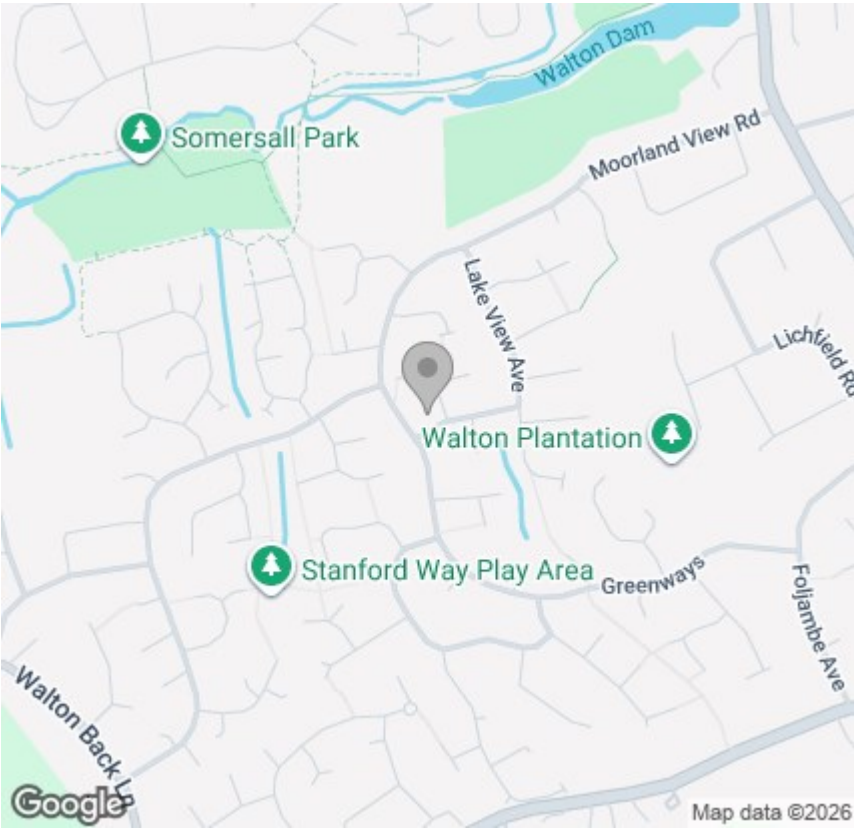 Walton Dam
Somersall Park
Moorland View Rd
Lake View Ave
Lichfield Rd
Walton Plantation
Stanford Way Play Area
Greenways
Foljambe Ave
Walton Back Ln
Google
Map data ©2026